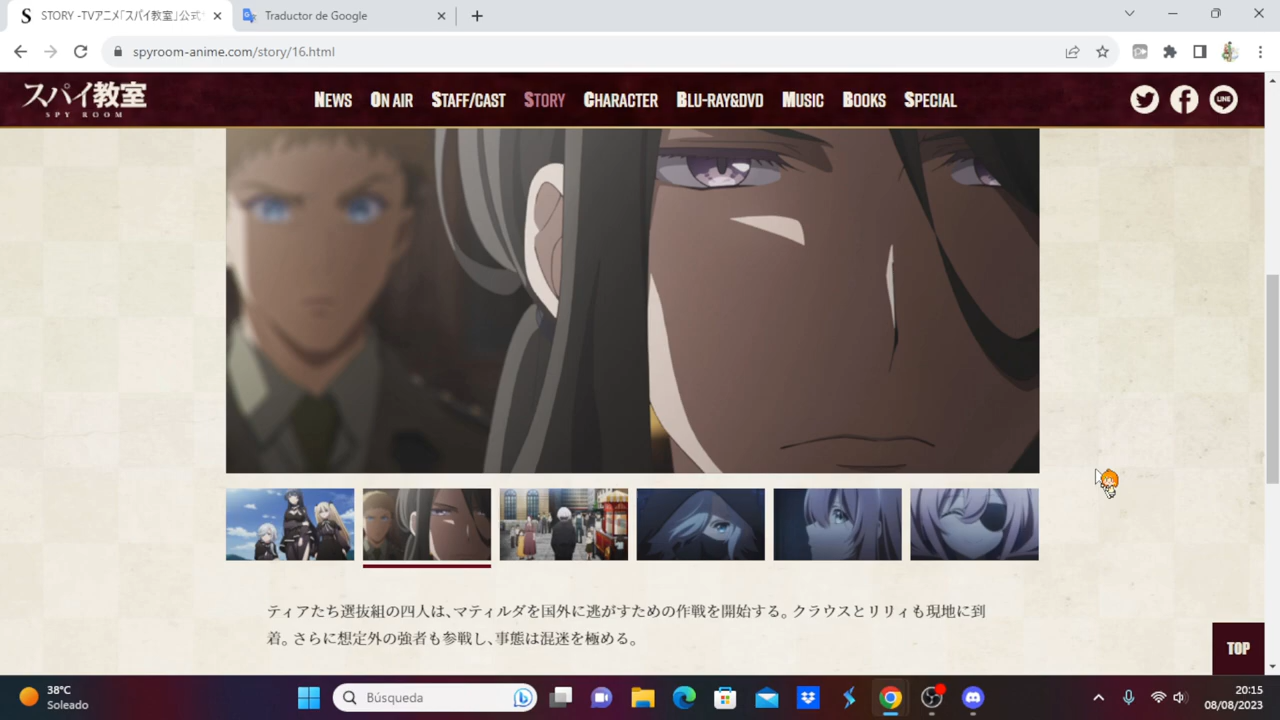 STORY -TVアニメ「スパイ教室」公式
Traductor de Google
spyroom-anime.com/story/16.html
スパイ教室
SPY ROOM
NEWS ON AIR STAFF/CAST STORY CHARACTER BLU-RAY&DVD MUSIC BOOKS SPECIAL
LINE
ティアたち選抜組の四人は、マティルダを国外に逃がすための作戦を開始する。クラウスとリリィも現地に到
着。さらに想定外の強者も参戦し、事態は混迷を極める。
TOP
38°C
Soleado
Búsqueda
20:15
08/08/2023